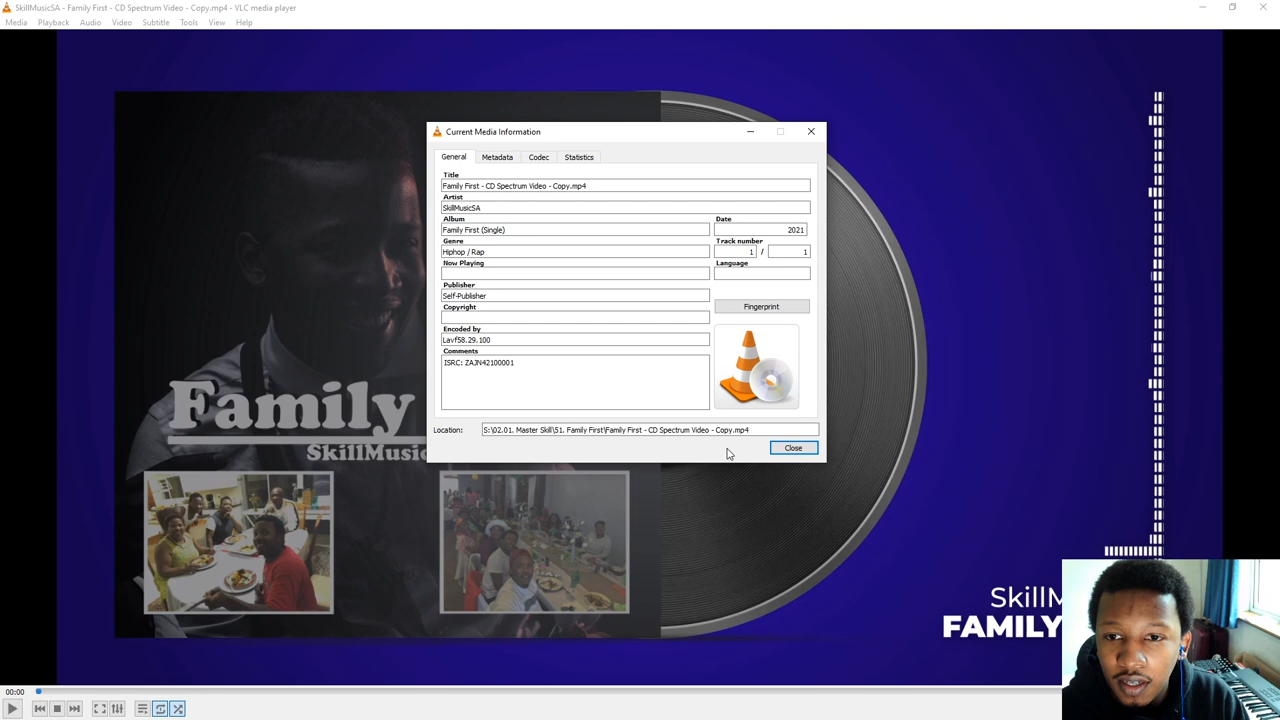 SkillMusicSA - Family First - CD Spectrum Video - Copy.mp4 - VLC media player
Media Playback Audio Video Subtitle Tools View Help
Current Media Information
General Metadata Codec Statistics
Title
Family First - CD Spectrum Video - Copy.mp4
Artist
SkillMusicSA
Album Date
Family First (Single) 2021
Genre Track number
Hiphop / Rap 1 / 1
Now Playing Language
Publisher
Self-Publisher
Fingerprint
Copyright
Encoded by
Lavf58.29.100
Comments
ISRC: ZAJN42100001
Location: S:\02.01. Master Skill\51. Family First\Family First - CD Spectrum Video - Copy.mp4
Close
Family
SkillMusic
SkillM
FAMILY
00:00